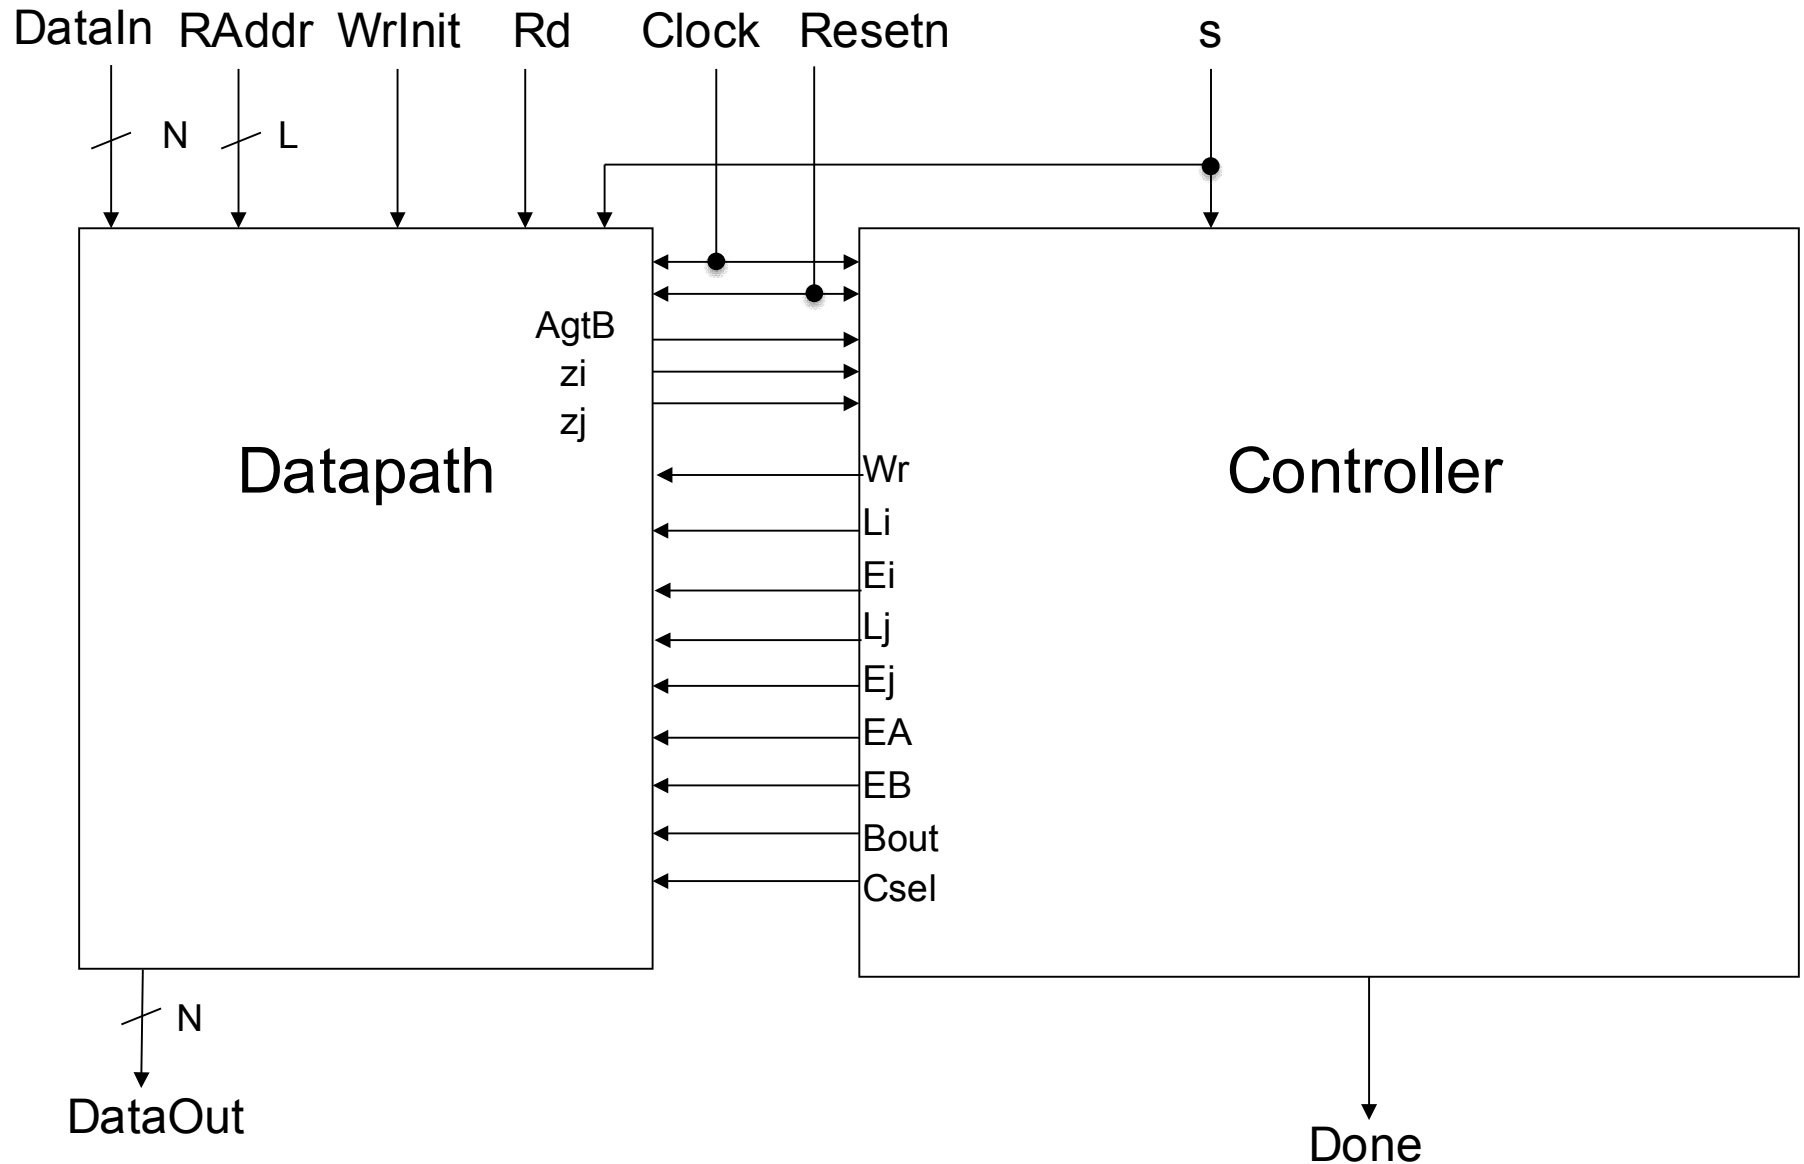 DataIn RAddr WrInit Rd Clock Resetn s
N L
AgtB
zi
zj
Datapath Controller
Wr
Li
Ei
Lj
Ej
EA
EB
Bout
Csel
N
DataOut
Done